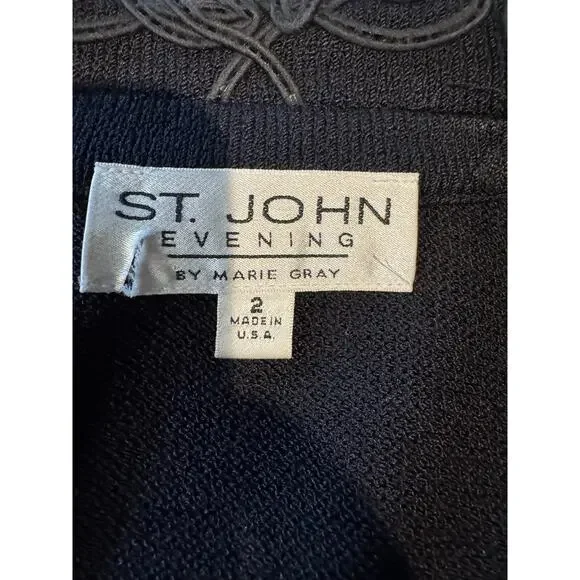 ST. JOHN
EVENING
BY MARIE GRAY
2
MADE IN
U.S.A.